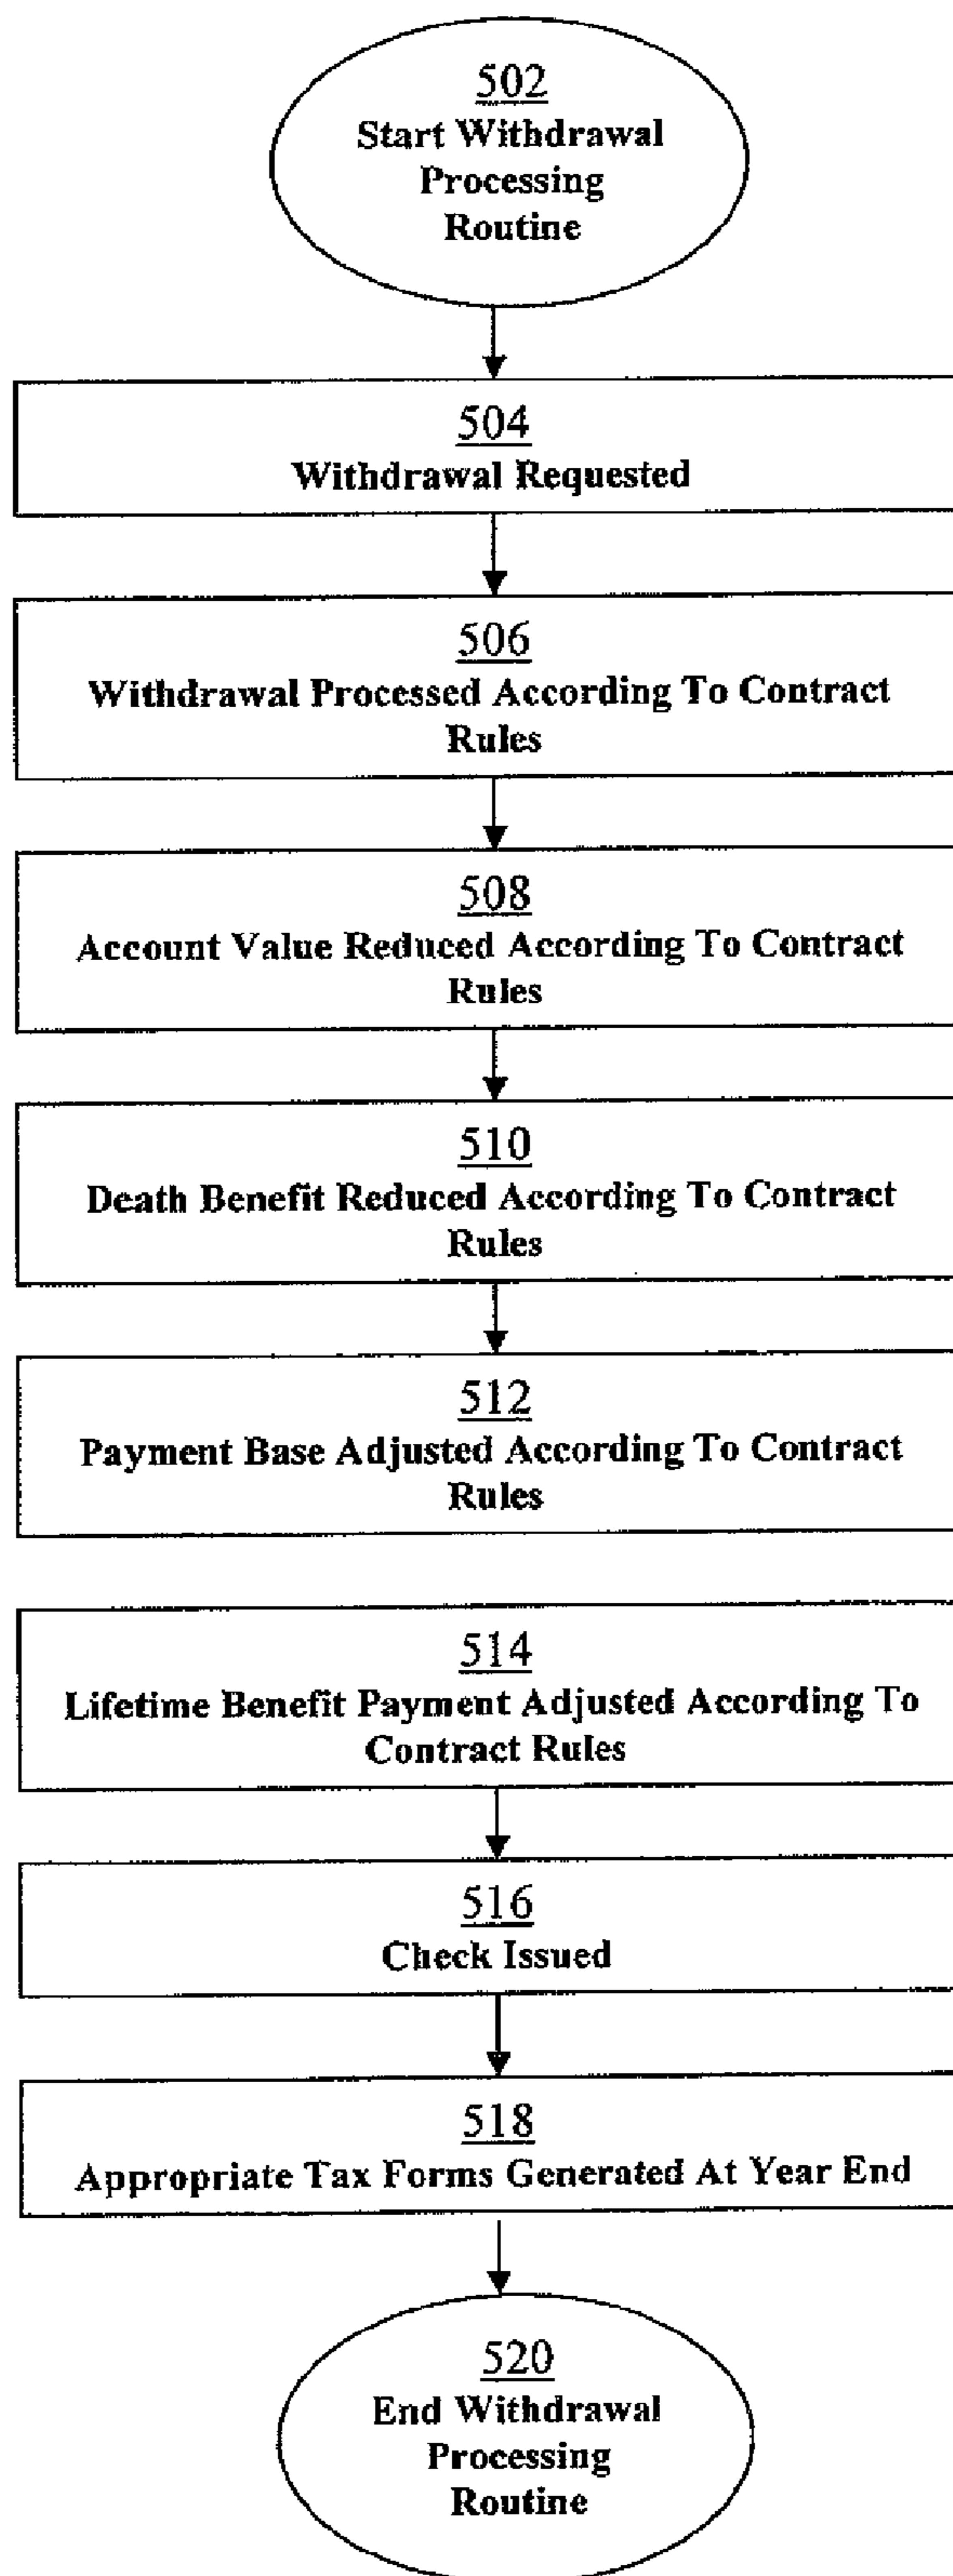 502
Start Withdrawal
Processing
Routine
504
Withdrawal Requested
506
Withdrawal Processed According To Contract
Rules
508
Account Value Reduced According To Contract
Rules
510
Death Benefit Reduced According To Contract
Rules
512
Payment Base Adjusted According To Contract
Rules
514
Lifetime Benefit Payment Adjusted According To
Contract Rules
516
Check Issued
518
Appropriate Tax Forms Generated At Year End
520
End Withdrawal
Processing
Routine